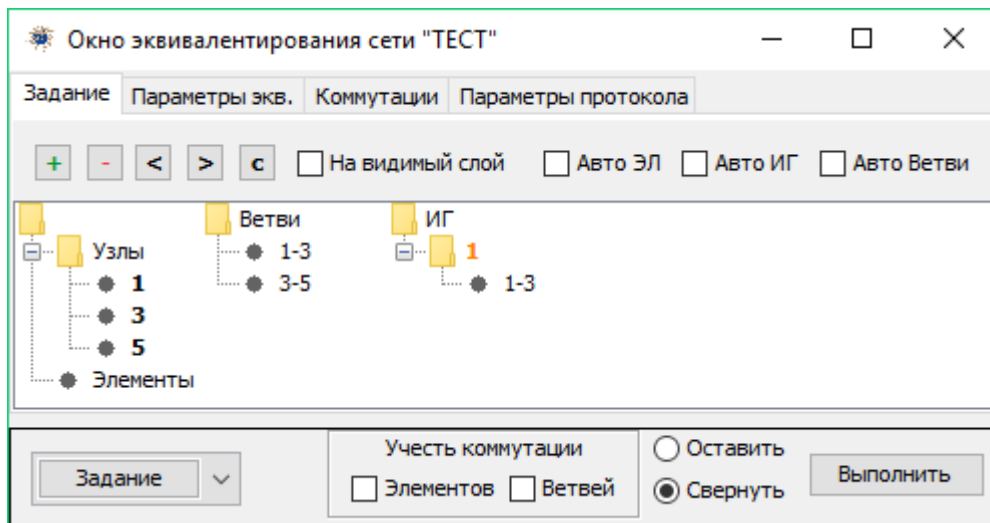 Окно эквивалентирования сети "ТЕСТ"
Задание Параметры экв. Коммутации Параметры протокола
+ - < > с На видимый слой Авто ЭЛ Авто ИГ Авто Ветви
Ветви ИГ
Узлы 1-3 1
1 3-5 1-3
3
5
Элементы
Учесть коммутации Оставить
Задание Элементов Ветвей Свернуть Выполнить